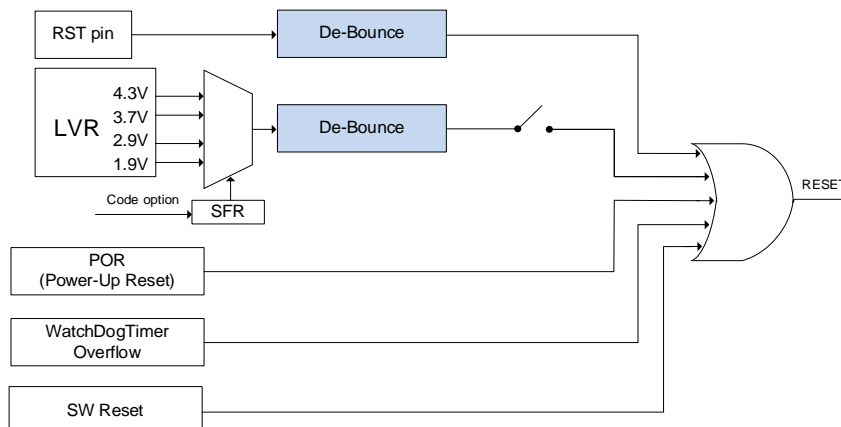 RST pin
De-Bounce
LVR
4.3V
3.7V
2.9V
1.9V
De-Bounce
Code option
SFR
RESET
POR
(Power-Up Reset)
WatchDogTimer
Overflow
SW Reset